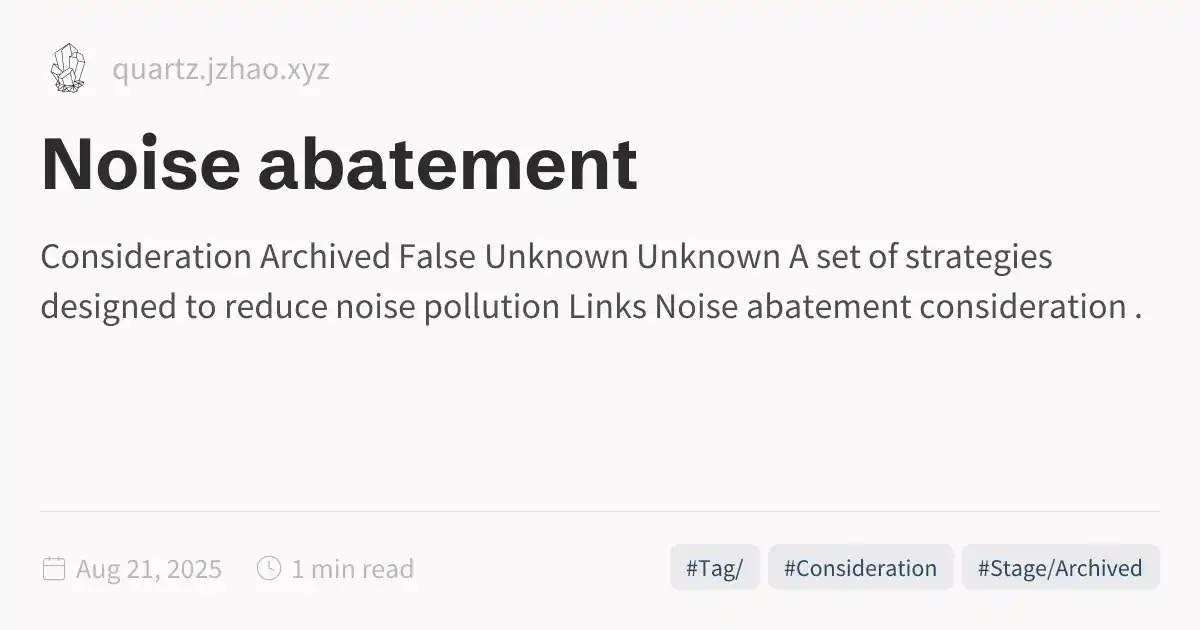 quartz.jzhao.xyz
Noise abatement
Consideration Archived False Unknown Unknown A set of strategies
designed to reduce noise pollution Links Noise abatement consideration .
Aug 21, 2025 1 min read #Tag/ #Consideration #Stage/Archived